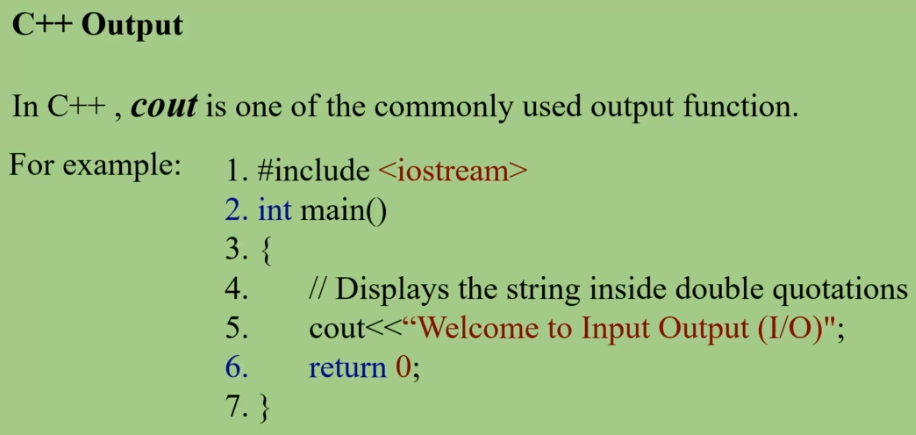 C++ Output
In C++ , cout is one of the commonly used output function.
For example:
1. #include <iostream>
2. int main()
3. {
4. // Displays the string inside double quotations
5. cout<<“Welcome to Input Output (I/O)";
6. return 0;
7. }